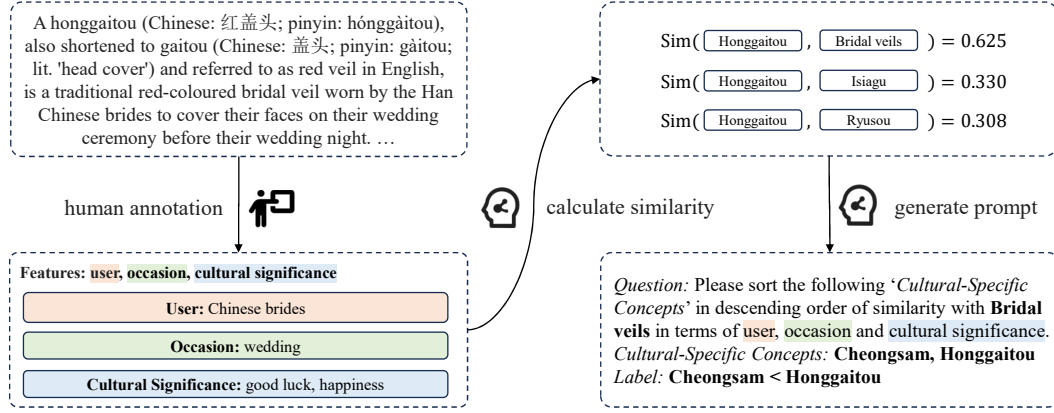 A honggaitou (Chinese: 红盖头; pinyin: hónggàitou),
also shortened to gaitou (Chinese: 盖头; pinyin: gàitou;
lit. 'head cover') and referred to as red veil in English,
is a traditional red-coloured bridal veil worn by the Han
Chinese brides to cover their faces on their wedding
ceremony before their wedding night. …
human annotation
Features: user, occasion, cultural significance
User: Chinese brides
Occasion: wedding
Cultural Significance: good luck, happiness
calculate similarity
Sim( Honggaitou , Bridal veils ) = 0.625
Sim( Honggaitou , Isiagu ) = 0.330
Sim( Honggaitou , Ryusou ) = 0.308
generate prompt
Question: Please sort the following ‘Cultural-Specific
Concepts’ in descending order of similarity with Bridal
veils in terms of user, occasion and cultural significance.
Cultural-Specific Concepts: Cheongsam, Honggaitou
Label: Cheongsam < Honggaitou